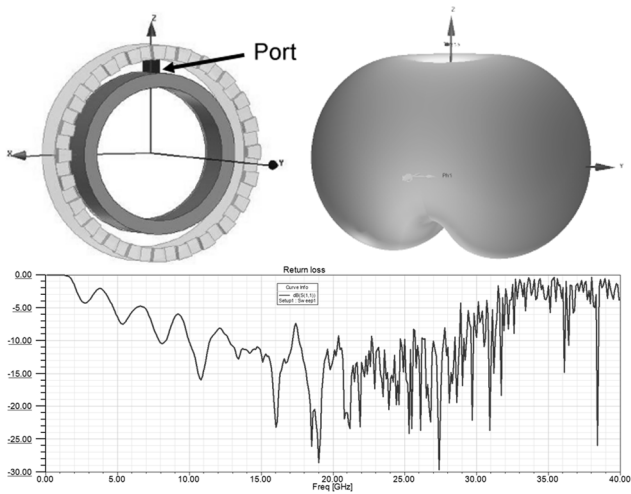 Z
Port
X
Y
Z
Y
Return loss
Curve Info
dB(S(1,1))
Setup1 : Sweep1
0.00
-5.00
-10.00
-15.00
-20.00
-25.00
-30.00
0.00 5.00 10.00 15.00 20.00 25.00 30.00 35.00 40.00
Freq [GHz]